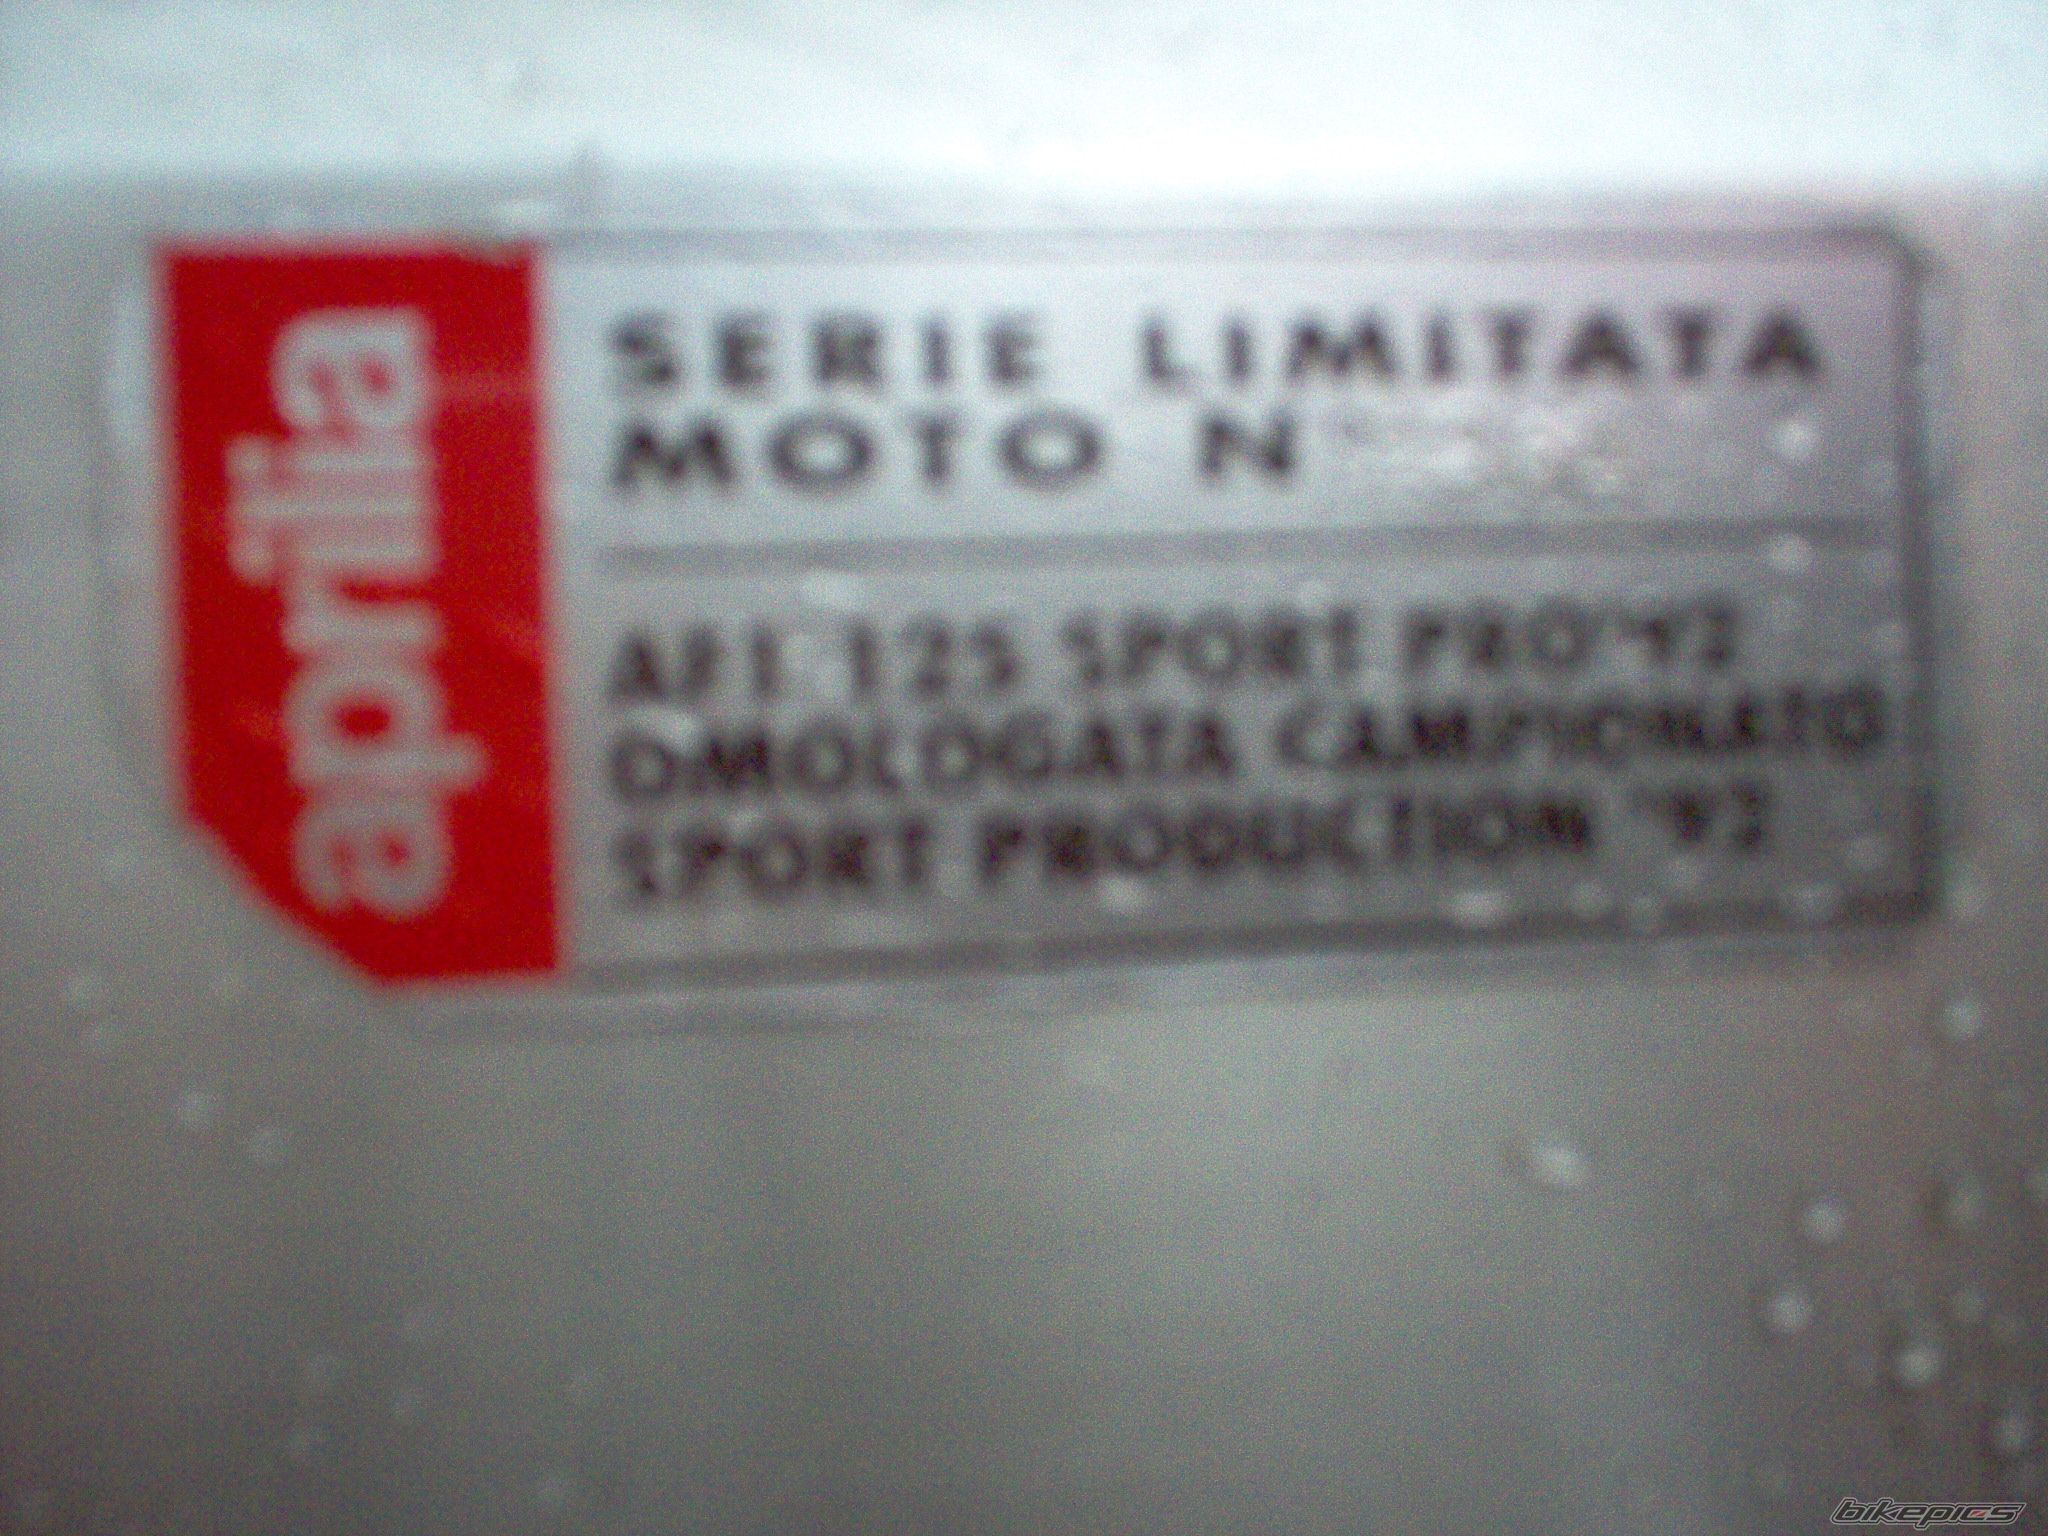 aprilia
SERIE LIMITATA
MOTO N
AF1 125 SPORT PRO'92
OMOLOGATA CAMPIONATO
SPORT PRODUCTION '92
bikepics